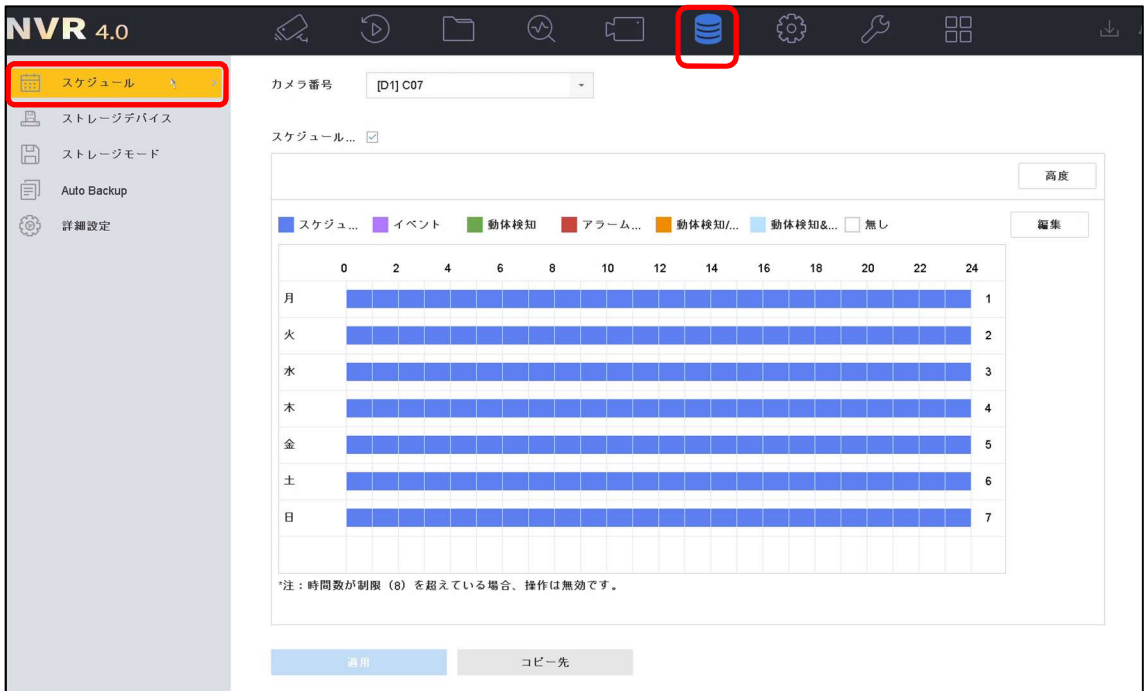 NVR 4.0
スケジュール
ストレージデバイス
ストレージモード
Auto Backup
詳細設定
カメラ番号 [D1] C07
スケジュール...
高度
スケジュ... イベント 動体検知 アラーム... 動体検知/... 動体検知&... 無し
編集
0 2 4 6 8 10 12 14 16 18 20 22 24
月 1
火 2
水 3
木 4
金 5
土 6
日 7
*注：時間数が制限（8）を超えている場合、操作は無効です。
適用 コピー先